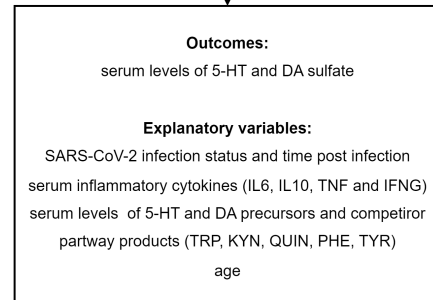 Outcomes:
serum levels of 5-HT and DA sulfate
Explanatory variables:
SARS-CoV-2 infection status and time post infection
serum inflammatory cytokines (IL6, IL10, TNF and IFNG)
serum levels of 5-HT and DA precursors and competiror
partway products (TRP, KYN, QUIN, PHE, TYR)
age